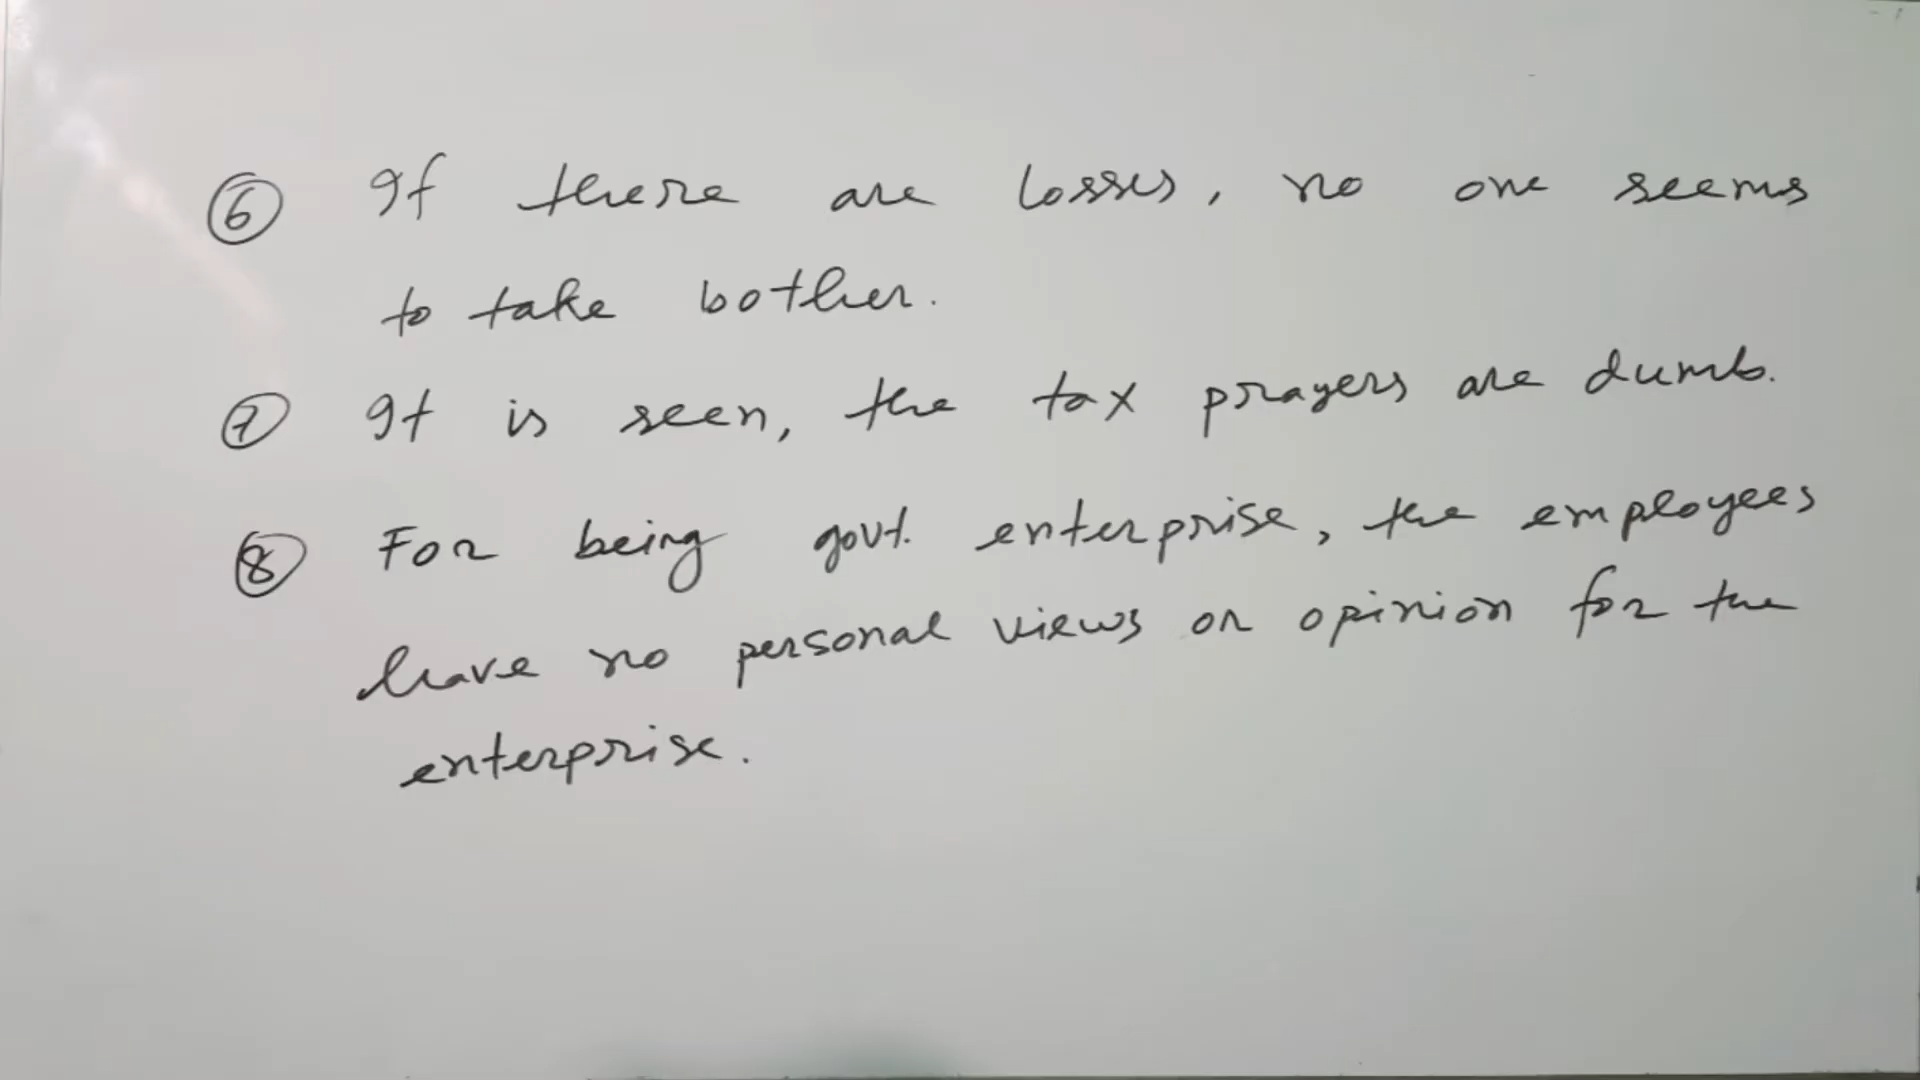 ⑥ If there are losses, no one seems
to take bother.
⑦ It is seen, the tax prayers are dumb.
⑧ For being govt. enterprise, the employees
have no personal views or opinion for the
enterprise.